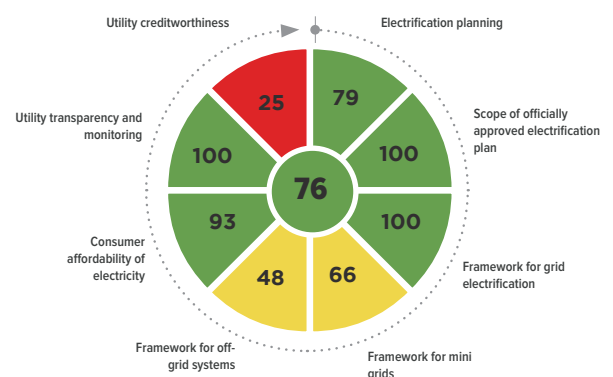 Utility creditworthiness
Electrification planning
25
79
Utility transparency and
monitoring
Scope of officially
approved electrification
plan
100
100
76
93
100
Consumer
affordability of
electricity
Framework for grid
electrification
48
66
Framework for off-
grid systems
Framework for mini
grids